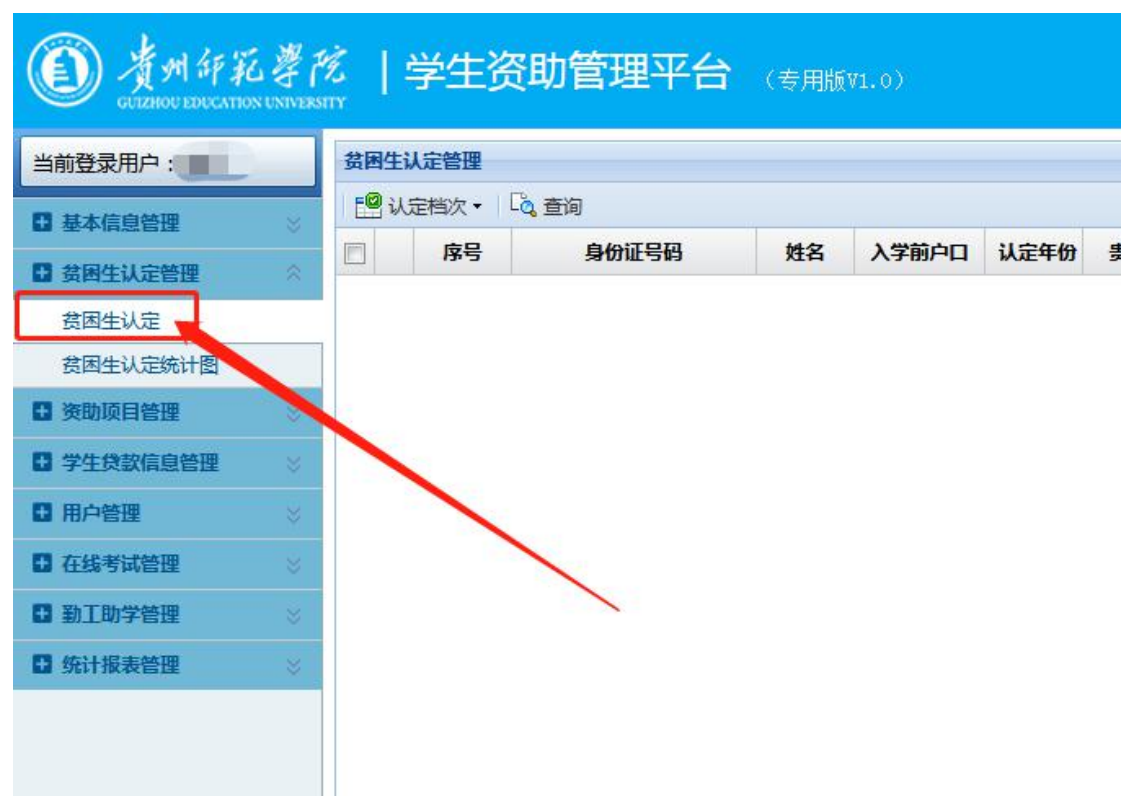 貴州師範學院
GUIZHOU EDUCATION UNIVERSITY
|学生资助管理平台 (专用版V1.0)
当前登录用户:
基本信息管理
贫困生认定管理
贫困生认定
贫困生认定统计图
资助项目管理
学生贷款信息管理
用户管理
在线考试管理
勤工助学管理
统计报表管理
贫困生认定管理
认定档次 查询
序号 身份证号码 姓名 入学前户口 认定年份